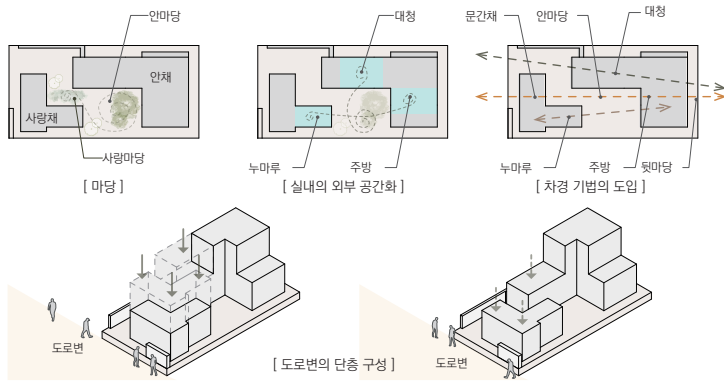 안마당
안채
사랑채
사랑마당
[ 마당 ]
대청
누마루
주방
[ 실내의 외부 공간화 ]
문간채
안마당
대청
누마루
주방
뒷마당
[ 차경 기법의 도입 ]
도로변
[ 도로변의 단층 구성 ]
도로변